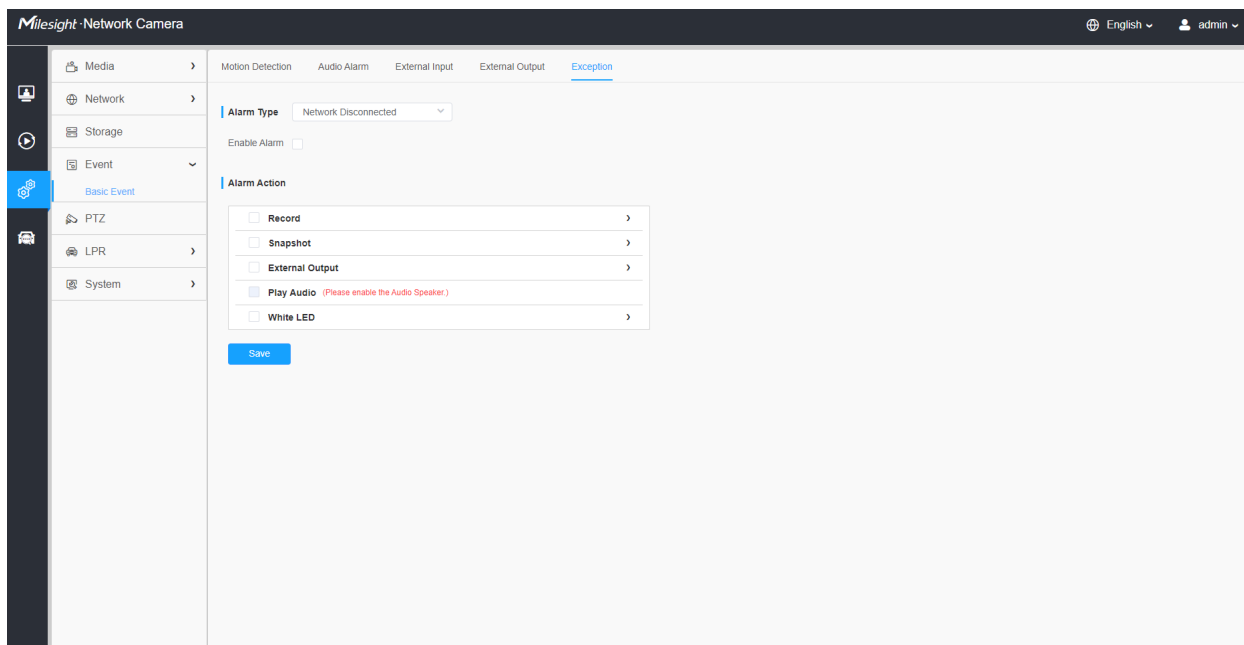 Milesight·Network Camera
English
admin
Media
Network
Storage
Event
Basic Event
PTZ
LPR
System
Motion Detection Audio Alarm External Input External Output Exception
Alarm Type Network Disconnected
Enable Alarm
Alarm Action
Record
Snapshot
External Output
Play Audio (Please enable the Audio Speaker.)
White LED
Save